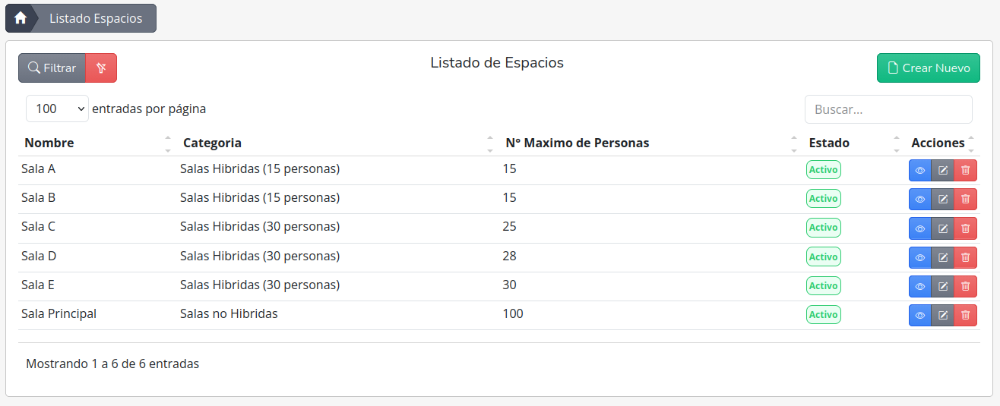 Listado Espacios
Filtrar
Listado de Espacios
Crear Nuevo
100 entradas por página
Buscar...
Nombre Categoria N° Maximo de Personas Estado Acciones
Sala A Salas Hibridas (15 personas) 15 Activo
Sala B Salas Hibridas (15 personas) 15 Activo
Sala C Salas Hibridas (30 personas) 25 Activo
Sala D Salas Hibridas (30 personas) 28 Activo
Sala E Salas Hibridas (30 personas) 30 Activo
Sala Principal Salas no Hibridas 100 Activo
Mostrando 1 a 6 de 6 entradas